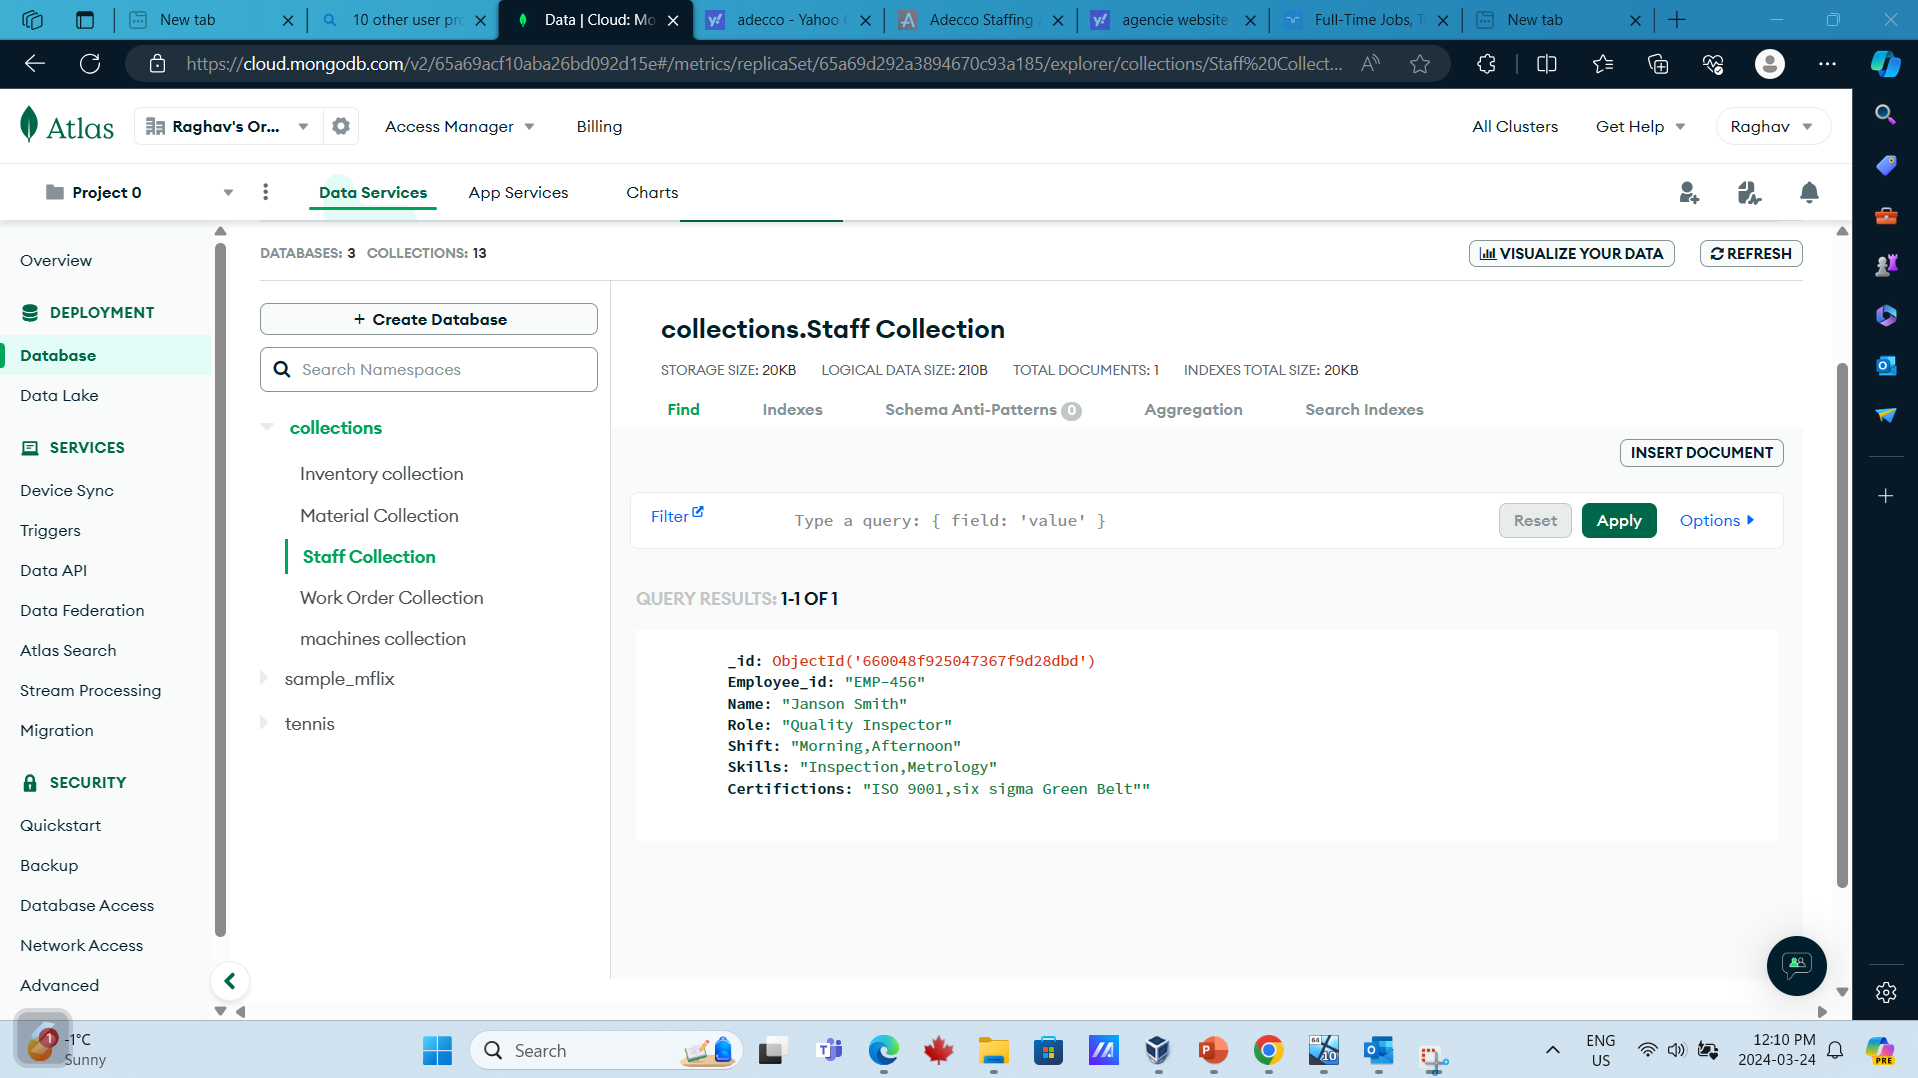 New tab
10 other user pro
Data | Cloud: Mo
adecco - Yahoo
Adecco Staffing
agencie website
Full-Time Jobs, T
New tab
https://cloud.mongodb.com/v2/65a69acf10aba26bd092d15e#/metrics/replicaSet/65a69d292a3894670c93a185/explorer/collections/Staff%20Collect...
Atlas
Raghav's Or...
Access Manager
Billing
All Clusters
Get Help
Raghav
Project 0
Data Services
App Services
Charts
Overview
DEPLOYMENT
Database
Data Lake
SERVICES
Device Sync
Triggers
Data API
Data Federation
Atlas Search
Stream Processing
Migration
SECURITY
Quickstart
Backup
Database Access
Network Access
Advanced
DATABASES: 3 COLLECTIONS: 13
VISUALIZE YOUR DATA
REFRESH
+ Create Database
Search Namespaces
collections
Inventory collection
Material Collection
Staff Collection
Work Order Collection
machines collection
sample_mflix
tennis
collections.Staff Collection
STORAGE SIZE: 20KB LOGICAL DATA SIZE: 210B TOTAL DOCUMENTS: 1 INDEXES TOTAL SIZE: 20KB
Find
Indexes
Schema Anti-Patterns 0
Aggregation
Search Indexes
INSERT DOCUMENT
Filter
Type a query: { field: 'value' }
Reset
Apply
Options
QUERY RESULTS: 1-1 OF 1
_id: ObjectId('660048f925047367f9d28dbd')
Employee_id: "EMP-456"
Name: "Janson Smith"
Role: "Quality Inspector"
Shift: "Morning,Afternoon"
Skills: "Inspection,Metrology"
Certifictions: "ISO 9001,six sigma Green Belt""
1
-1°C
Sunny
Search
64
10
ENG
US
12:10 PM
2024-03-24
PRE